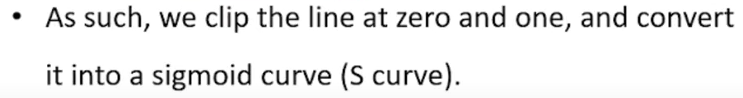 • As such, we clip the line at zero and one, and convert
it into a sigmoid curve (S curve).